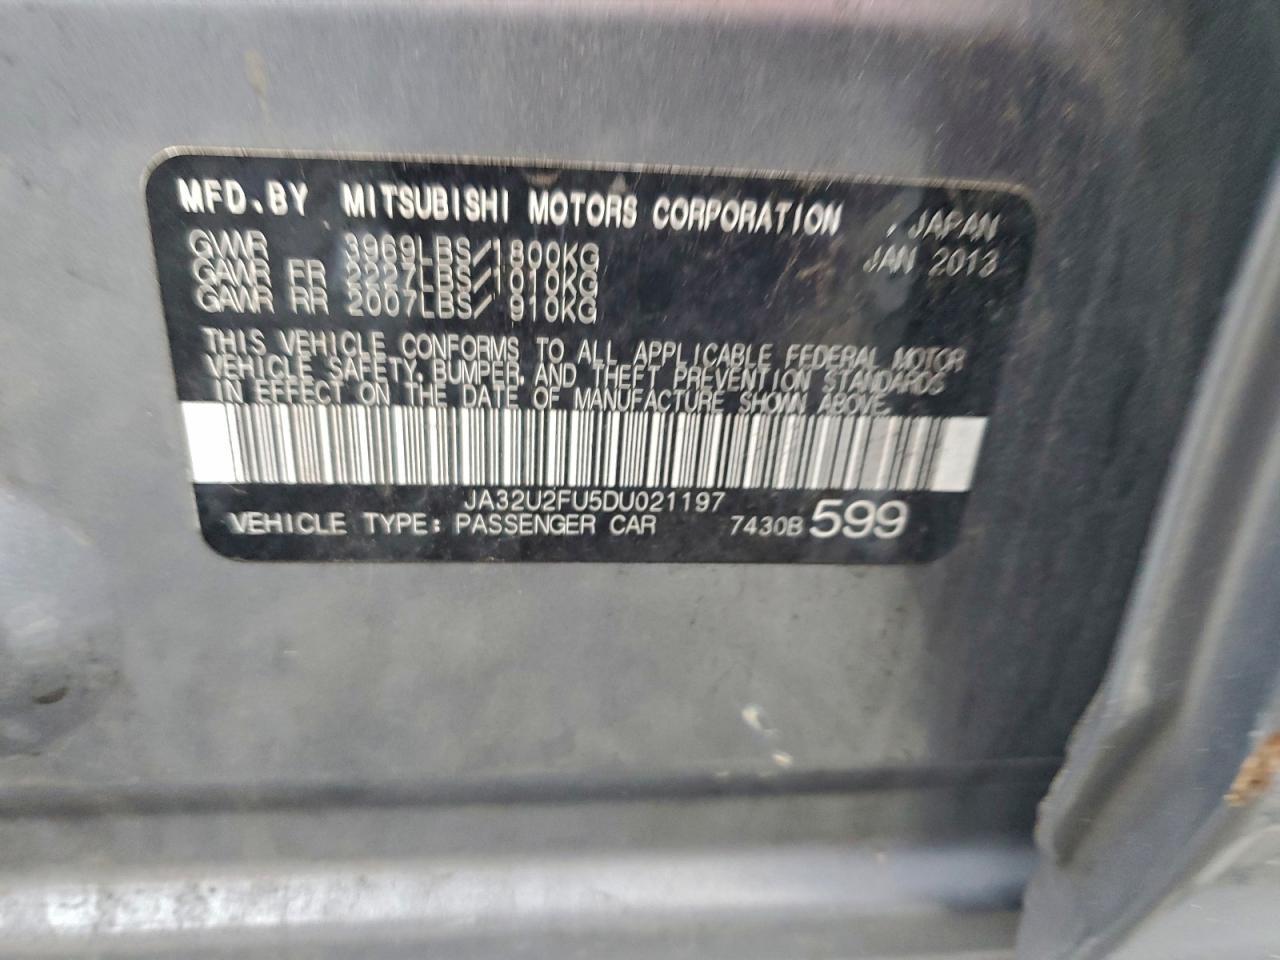 MFD.BY MITSUBISHI MOTORS CORPORATION , JAPAN
GVWR 3969LBS/1800KG JAN 2013
GAWR FR 2227LBS/1010KG
GAWR RR 2007LBS/ 910KG
THIS VEHICLE CONFORMS TO ALL APPLICABLE FEDERAL MOTOR
VEHICLE SAFETY, BUMPER, AND THEFT PREVENTION STANDARDS
IN EFFECT ON THE DATE OF MANUFACTURE SHOWN ABOVE.
JA32U2FU5DU021197
VEHICLE TYPE: PASSENGER CAR 7430B 599